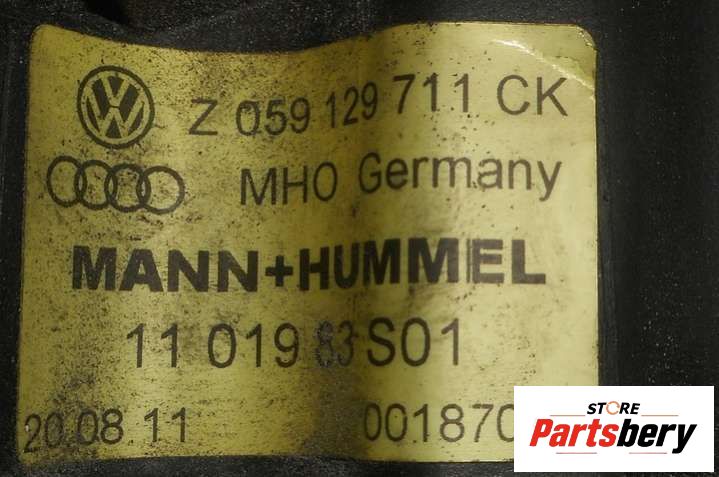 Z 059 129 711 CK
MHO Germany
MANN+HUMMEL
11 019 83 S01
20.08 11
001870
STORE
Partsbery